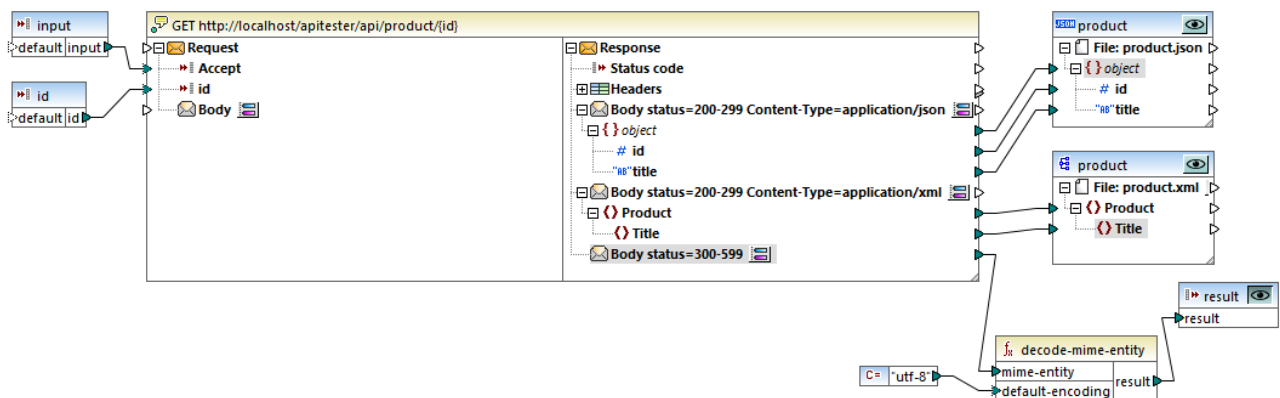 input
default input
id
default id
GET http://localhost/apitester/api/product/{id}
Request
Accept
id
Body
Response
Status code
Headers
Body status=200-299 Content-Type=application/json
{ } object
# id
"AB" title
Body status=200-299 Content-Type=application/xml
Product
Title
Body status=300-599
JSON product
File: product.json
{ } object
# id
"AB" title
product
File: product.xml
Product
Title
result
result
fx decode-mime-entity
mime-entity
default-encoding
result
C= "utf-8"